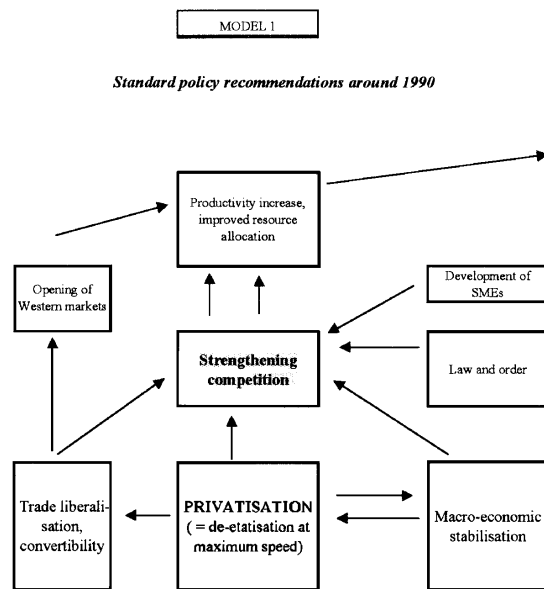 MODEL 1
Standard policy recommendations around 1990
Productivity increase,
improved resource
allocation
Opening of
Western markets
Development of
SMEs
Strengthening
competition
Law and order
Trade liberali-
sation,
convertibility
PRIVATISATION
( = de-etatisation at
maximum speed)
Macro-economic
stabilisation